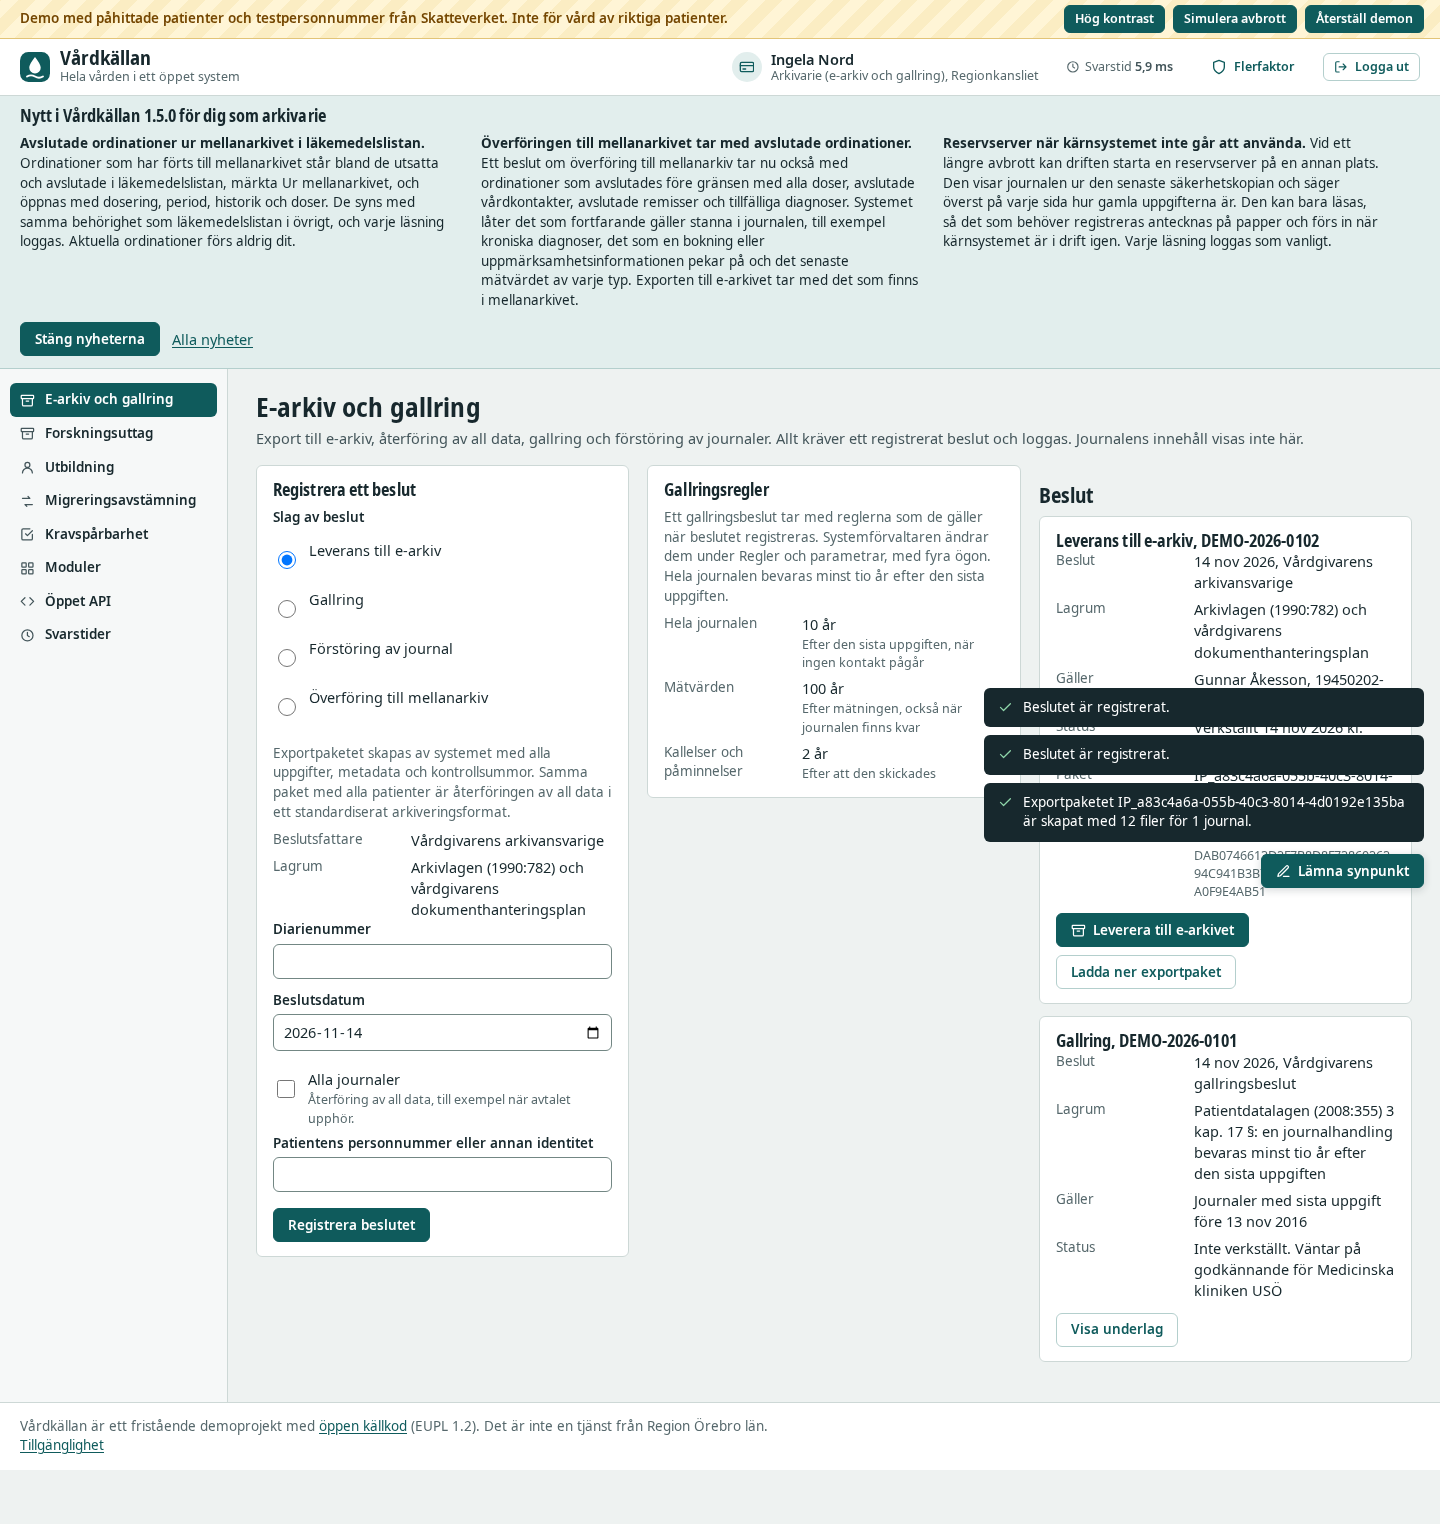 Demo med påhittade patienter och testpersonnummer från Skatteverket. Inte för vård av riktiga patienter.
Hög kontrast
Simulera avbrott
Återställ demon
Vårdkällan
Hela vården i ett öppet system
Ingela Nord
Arkivarie (e-arkiv och gallring), Regionkansliet
Svarstid 5,9 ms
Flerfaktor
Logga ut
Nytt i Vårdkällan 1.5.0 för dig som arkivarie
Avslutade ordinationer ur mellanarkivet i läkemedelslistan.
Ordinationer som har förts till mellanarkivet står bland de utsatta
och avslutade i läkemedelslistan, märkta Ur mellanarkivet, och
öppnas med dosering, period, historik och doser. De syns med
samma behörighet som läkemedelslistan i övrigt, och varje läsning
loggas. Aktuella ordinationer förs aldrig dit.
Överföringen till mellanarkivet tar med avslutade ordinationer.
Ett beslut om överföring till mellanarkiv tar nu också med
ordinationer som avslutades före gränsen med alla doser, avslutade
vårdkontakter, avslutade remisser och tillfälliga diagnoser. Systemet
låter det som fortfarande gäller stanna i journalen, till exempel
kroniska diagnoser, det som en bokning eller
uppmärksamhetsinformationen pekar på och det senaste
mätvärdet av varje typ. Exporten till e-arkivet tar med det som finns
i mellanarkivet.
Reservserver när kärnsystemet inte går att använda. Vid ett
längre avbrott kan driften starta en reservserver på en annan plats.
Den visar journalen ur den senaste säkerhetskopian och säger
överst på varje sida hur gamla uppgifterna är. Den kan bara läsas,
så det som behöver registreras antecknas på papper och förs in när
kärnsystemet är i drift igen. Varje läsning loggas som vanligt.
Stäng nyheterna
Alla nyheter
E-arkiv och gallring
Forskningsuttag
Utbildning
Migreringsavstämning
Kravspårbarhet
Moduler
Öppet API
Svarstider
E-arkiv och gallring
Export till e-arkiv, återföring av all data, gallring och förstöring av journaler. Allt kräver ett registrerat beslut och loggas. Journalens innehåll visas inte här.
Registrera ett beslut
Slag av beslut
Leverans till e-arkiv
Gallring
Förstöring av journal
Överföring till mellanarkiv
Exportpaketet skapas av systemet med alla
uppgifter, metadata och kontrollsummor. Samma
paket med alla patienter är återföringen av all data i
ett standardiserat arkiveringsformat.
Beslutsfattare
Vårdgivarens arkivansvarige
Lagrum
Arkivlagen (1990:782) och
vårdgivarens
dokumenthanteringsplan
Diarienummer
Beslutsdatum
2026-11-14
Alla journaler
Återföring av all data, till exempel när avtalet
upphör.
Patientens personnummer eller annan identitet
Registrera beslutet
Gallringsregler
Ett gallringsbeslut tar med reglerna som de gäller
när beslutet registreras. Systemförvaltaren ändrar
dem under Regler och parametrar, med fyra ögon.
Hela journalen bevaras minst tio år efter den sista
uppgiften.
Hela journalen
10 år
Efter den sista uppgiften, när
ingen kontakt pågår
Mätvärden
100 år
Efter mätningen, också när
journalen finns kvar
Kallelser och
påminnelser
2 år
Efter att den skickades
Beslut
Leverans till e-arkiv, DEMO-2026-0102
Beslut
14 nov 2026, Vårdgivarens
arkivansvarige
Lagrum
Arkivlagen (1990:782) och
vårdgivarens
dokumenthanteringsplan
Gäller
Gunnar Åkesson, 19450202-
Status
Verkställt 14 nov 2026 kl.
Paket
IP_a83c4a6a-055b-40c3-8014-
Beslutet är registrerat.
Beslutet är registrerat.
Exportpaketet IP_a83c4a6a-055b-40c3-8014-4d0192e135ba
är skapat med 12 filer för 1 journal.
94C941B3B
A0F9E4AB51
Lämna synpunkt
Leverera till e-arkivet
Ladda ner exportpaket
Gallring, DEMO-2026-0101
Beslut
14 nov 2026, Vårdgivarens
gallringsbeslut
Lagrum
Patientdatalagen (2008:355) 3
kap. 17 §: en journalhandling
bevaras minst tio år efter
den sista uppgiften
Gäller
Journaler med sista uppgift
före 13 nov 2016
Status
Inte verkställt. Väntar på
godkännande för Medicinska
kliniken USÖ
Visa underlag
Vårdkällan är ett fristående demoprojekt med öppen källkod (EUPL 1.2). Det är inte en tjänst från Region Örebro län.
Tillgänglighet